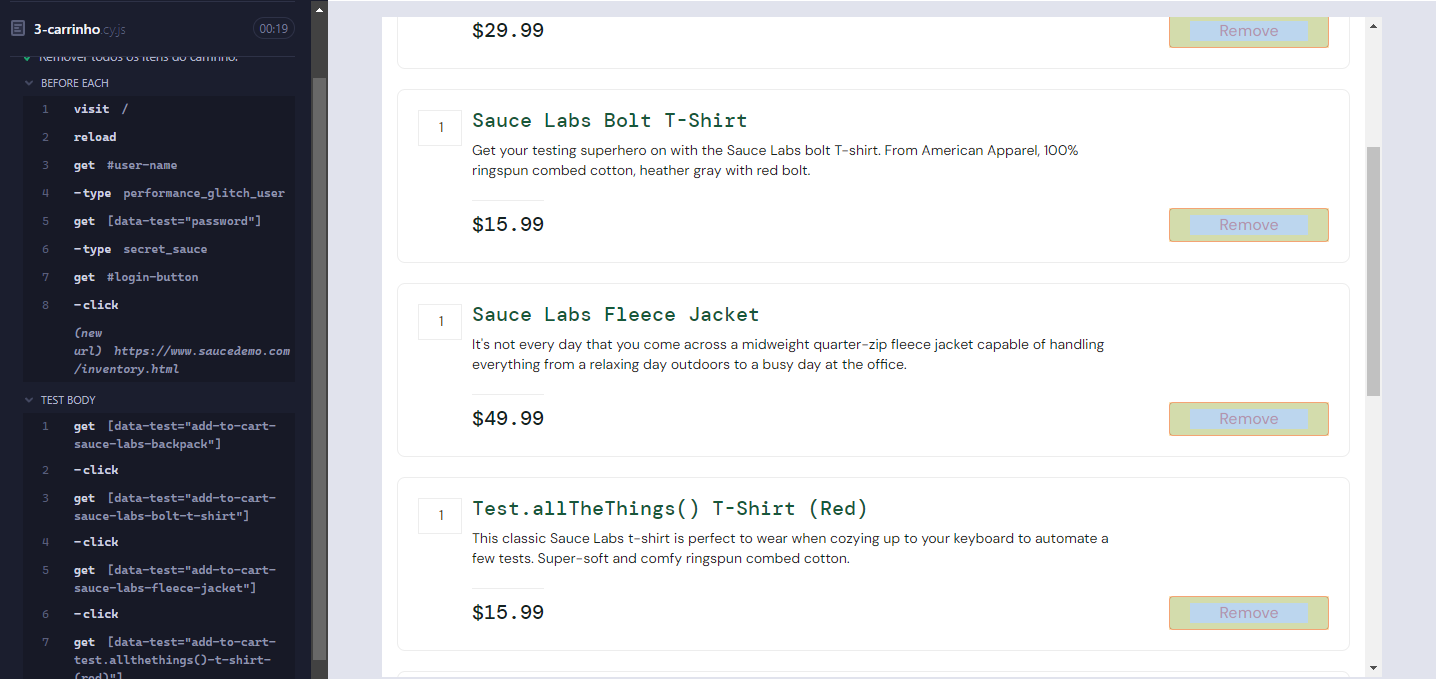 3-carrinho.cy.js 00:19
Remover todos os itens do carrinho.
BEFORE EACH
1 visit /
2 reload
3 get #user-name
4 -type performance_glitch_user
5 get [data-test="password"]
6 -type secret_sauce
7 get #login-button
8 -click
(new
url) https://www.saucedemo.com
/inventory.html
TEST BODY
1 get [data-test="add-to-cart-
sauce-labs-backpack"]
2 -click
3 get [data-test="add-to-cart-
sauce-labs-bolt-t-shirt"]
4 -click
5 get [data-test="add-to-cart-
sauce-labs-fleece-jacket"]
6 -click
7 get [data-test="add-to-cart-
test.allthethings()-t-shirt-
(red)"]
$29.99 Remove
1 Sauce Labs Bolt T-Shirt
Get your testing superhero on with the Sauce Labs bolt T-shirt. From American Apparel, 100%
ringspun combed cotton, heather gray with red bolt.
$15.99 Remove
1 Sauce Labs Fleece Jacket
It's not every day that you come across a midweight quarter-zip fleece jacket capable of handling
everything from a relaxing day outdoors to a busy day at the office.
$49.99 Remove
1 Test.allTheThings() T-Shirt (Red)
This classic Sauce Labs t-shirt is perfect to wear when cozying up to your keyboard to automate a
few tests. Super-soft and comfy ringspun combed cotton.
$15.99 Remove